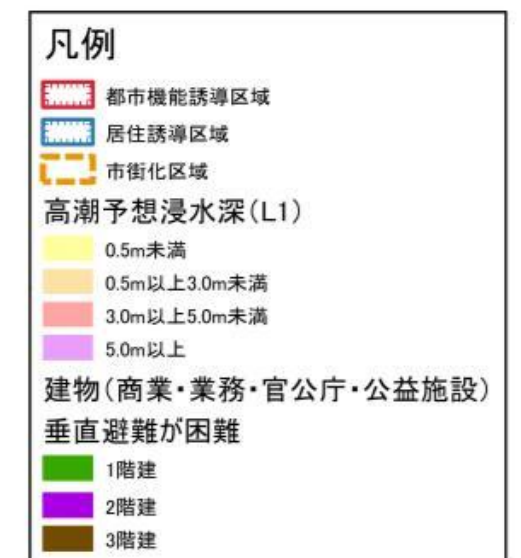 凡例
都市機能誘導区域
居住誘導区域
市街化区域
高潮予想浸水深(L1)
0.5m未満
0.5m以上3.0m未満
3.0m以上5.0m未満
5.0m以上
建物(商業・業務・官公庁・公益施設)
垂直避難が困難
1階建
2階建
3階建